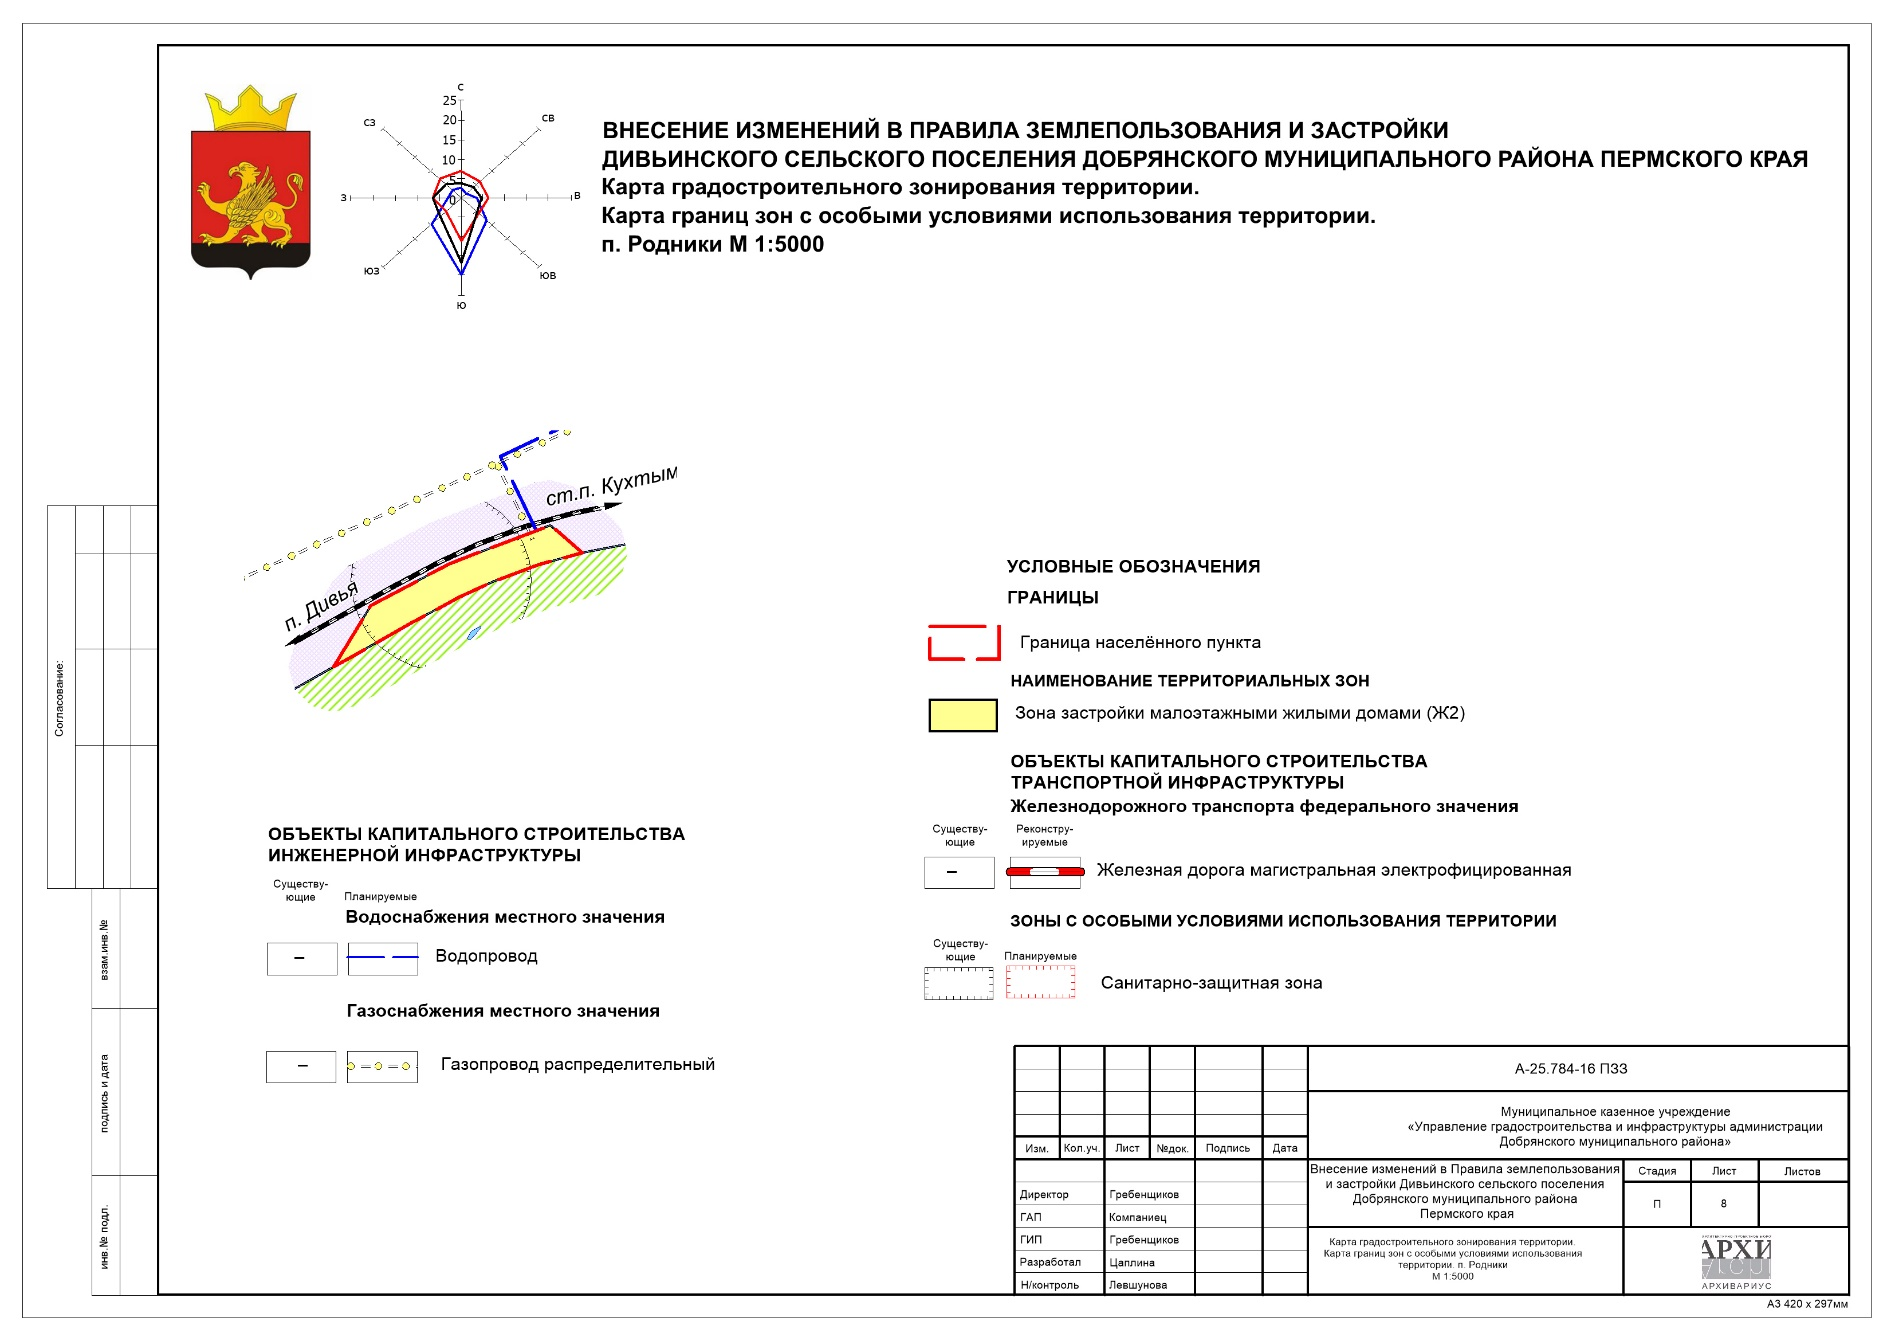 С
25
20
15
10
5
0
СЗ
СВ
З
В
ЮЗ
ЮВ
Ю
ВНЕСЕНИЕ ИЗМЕНЕНИЙ В ПРАВИЛА ЗЕМЛЕПОЛЬЗОВАНИЯ И ЗАСТРОЙКИ
ДИВЬИНСКОГО СЕЛЬСКОГО ПОСЕЛЕНИЯ ДОБРЯНСКОГО МУНИЦИПАЛЬНОГО РАЙОНА ПЕРМСКОГО КРАЯ
Карта градостроительного зонирования территории.
Карта границ зон с особыми условиями использования территории.
п. Родники М 1:5000
ст.п. Кухтым
п. Дивья
УСЛОВНЫЕ ОБОЗНАЧЕНИЯ
ГРАНИЦЫ
Граница населённого пункта
НАИМЕНОВАНИЕ ТЕРРИТОРИАЛЬНЫХ ЗОН
Зона застройки малоэтажными жилыми домами (Ж2)
ОБЪЕКТЫ КАПИТАЛЬНОГО СТРОИТЕЛЬСТВА
ТРАНСПОРТНОЙ ИНФРАСТРУКТУРЫ
Железнодорожного транспорта федерального значения
Существу-
ющие
Реконстру-
ируемые
–
Железная дорога магистральная электрофицированная
ЗОНЫ С ОСОБЫМИ УСЛОВИЯМИ ИСПОЛЬЗОВАНИЯ ТЕРРИТОРИИ
Существу-
ющие
Планируемые
Санитарно-защитная зона
ОБЪЕКТЫ КАПИТАЛЬНОГО СТРОИТЕЛЬСТВА
ИНЖЕНЕРНОЙ ИНФРАСТРУКТУРЫ
Существу-
ющие
Планируемые
Водоснабжения местного значения
–
Водопровод
Газоснабжения местного значения
–
Газопровод распределительный
Согласование:
взам.инв.№
подпись и дата
инв.№ подл.
А-25.784-16 ПЗЗ
Муниципальное казенное учреждение
«Управление градостроительства и инфраструктуры администрации
Добрянского муниципального района»
Изм. Кол.уч. Лист №док. Подпись Дата
Внесение изменений в Правила землепользования
и застройки Дивьинского сельского поселения
Добрянского муниципального района
Пермского края
Стадия Лист Листов
П 8
Директор Гребенщиков
ГАП Компаниец
ГИП Гребенщиков
Разработал Цаплина
Н/контроль Левшунова
Карта градостроительного зонирования территории.
Карта границ зон с особыми условиями использования
территории. п. Родники
М 1:5000
АРХИ
АРХИВАРИУС
А3 420 х 297мм